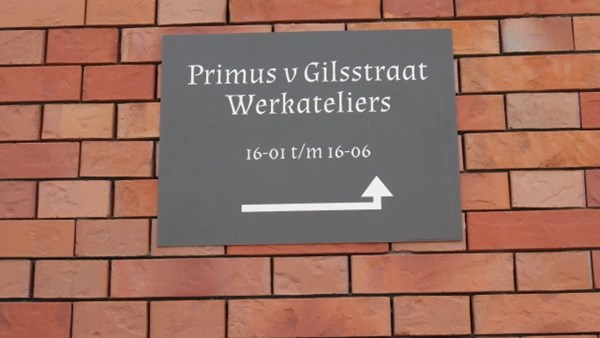 Primus v Gilsstraat
Werkateliers
16-01 t/m 16-06